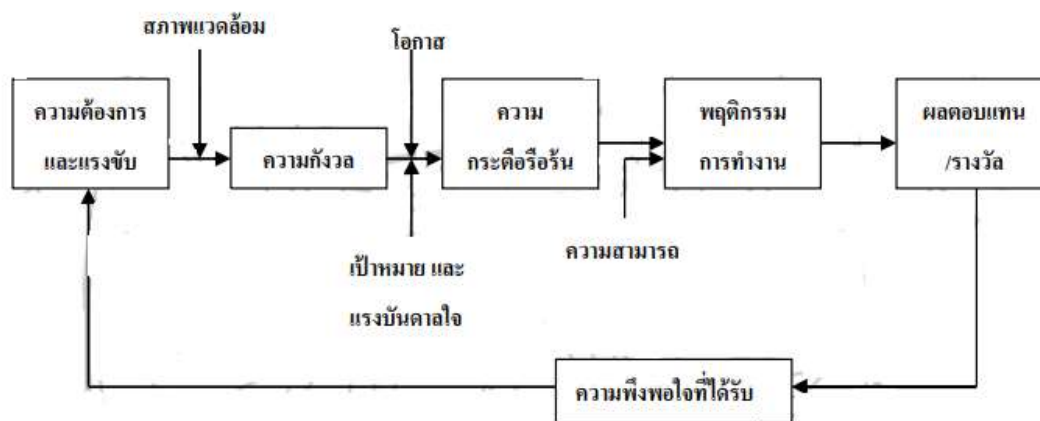 สภาพแวดล้อม
โอกาส
ความต้องการ
และแรงขับ
ความกังวล
ความ
กระตือรือร้น
พฤติกรรม
การทำงาน
ผลตอบแทน
/รางวัล
เป้าหมาย และ
แรงบันดาลใจ
ความสามารถ
ความพึงพอใจที่ได้รับ